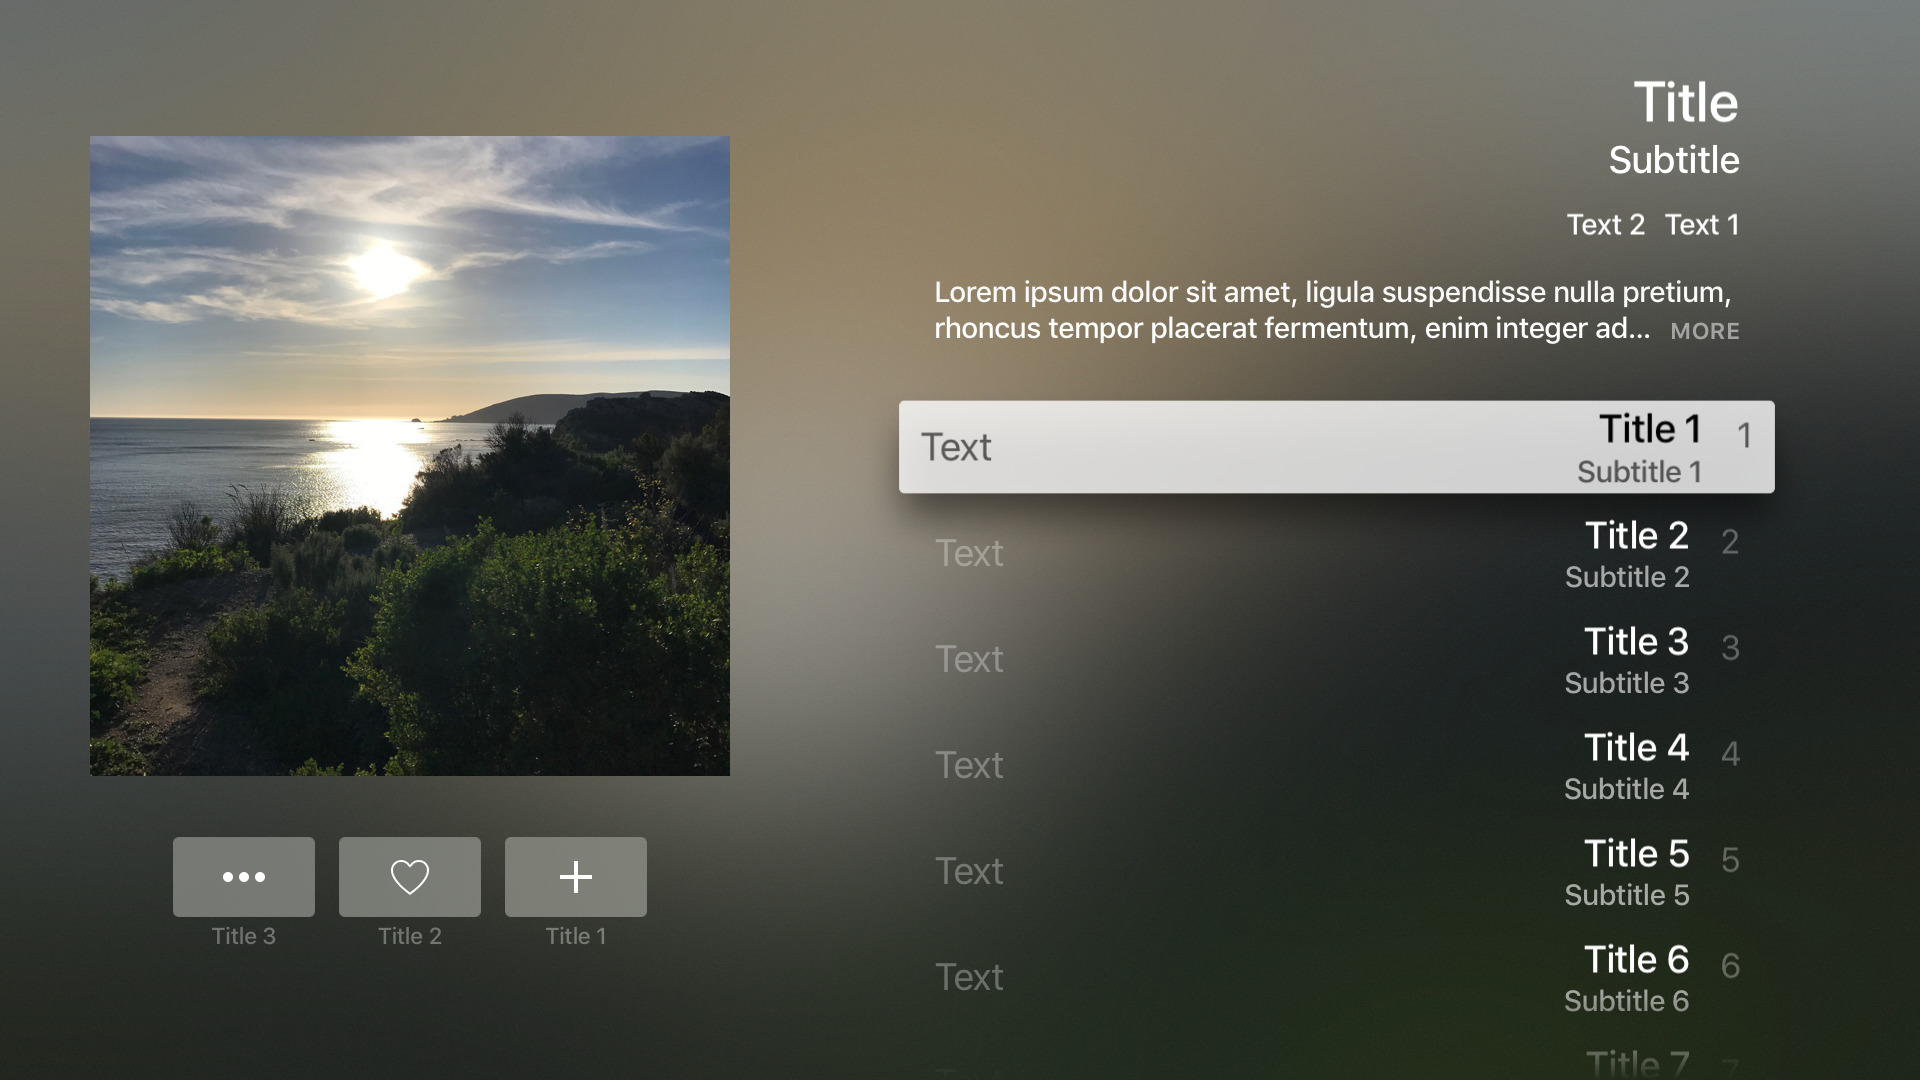 Title
Subtitle
Text 2 Text 1
Lorem ipsum dolor sit amet, ligula suspendisse nulla pretium,
rhoncus tempor placerat fermentum, enim integer ad... MORE
Text Title 1 1
Subtitle 1
Text Title 2 2
Subtitle 2
Text Title 3 3
Subtitle 3
Text Title 4 4
Subtitle 4
Text Title 5 5
Subtitle 5
Text Title 6 6
Subtitle 6
Title 7 7
Title 3 Title 2 Title 1